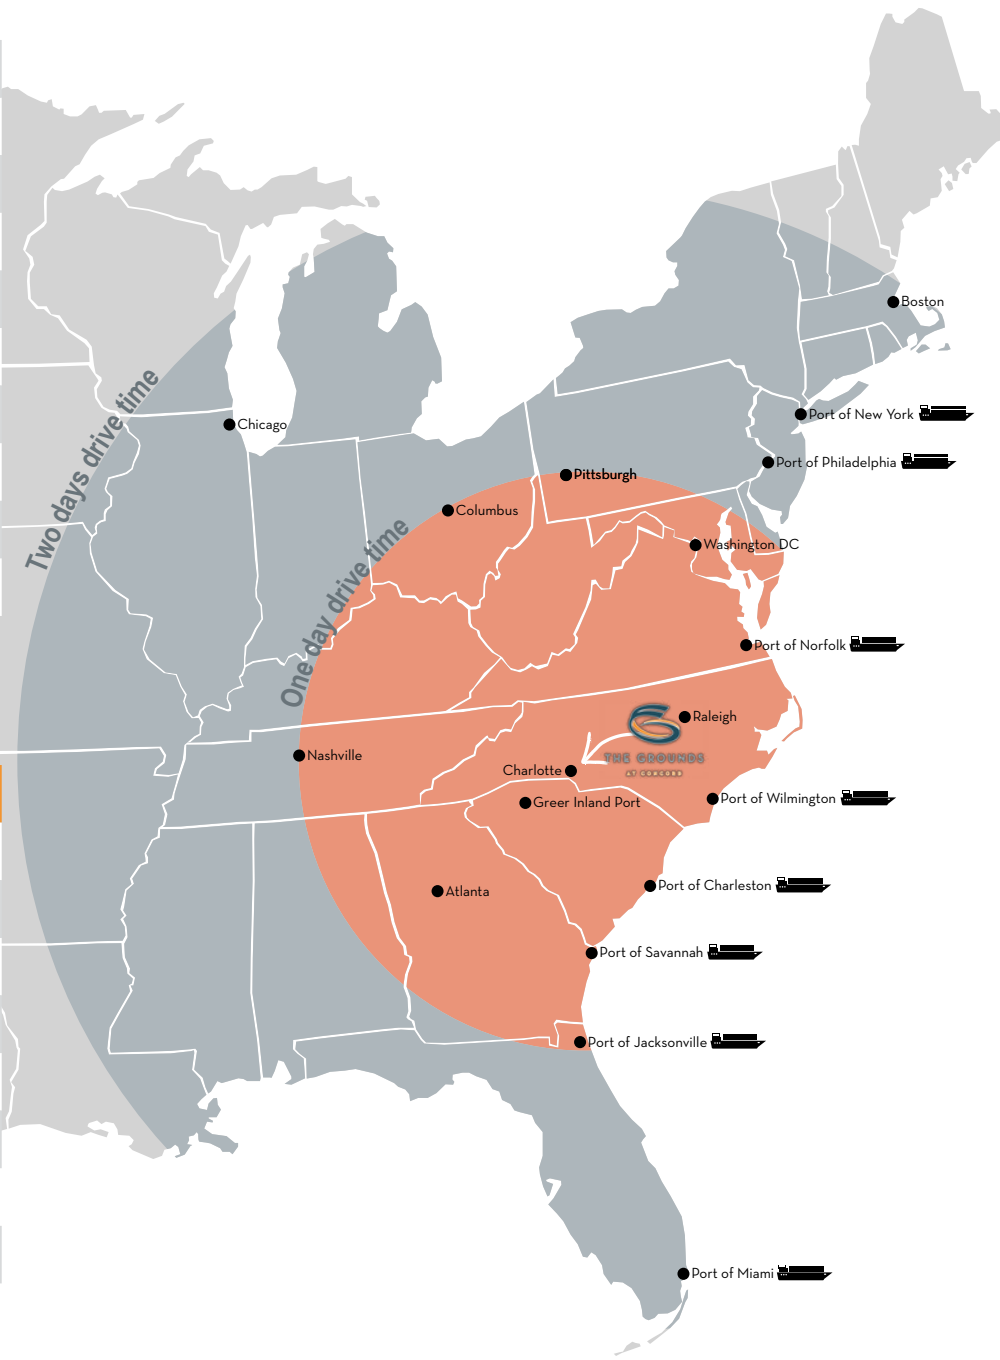 Boston
Two days drive time
Port of New York
Chicago
Port of Philadelphia
Pittsburgh
Columbus
One day drive time
Washington DC
Port of Norfolk
Raleigh
THE GROUNDS
AT CONCORD
Nashville
Charlotte
Greer Inland Port
Port of Wilmington
Port of Charleston
Atlanta
Port of Savannah
Port of Jacksonville
Port of Miami